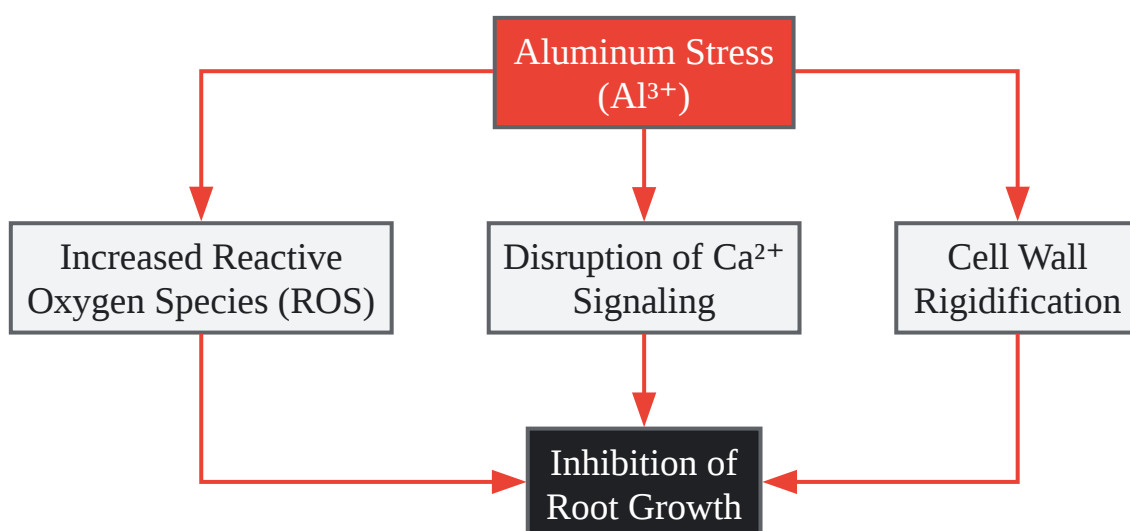 Aluminum Stress
(Al³⁺)
Increased Reactive
Oxygen Species (ROS)
Disruption of Ca²⁺
Signaling
Cell Wall
Rigidification
Inhibition of
Root Growth